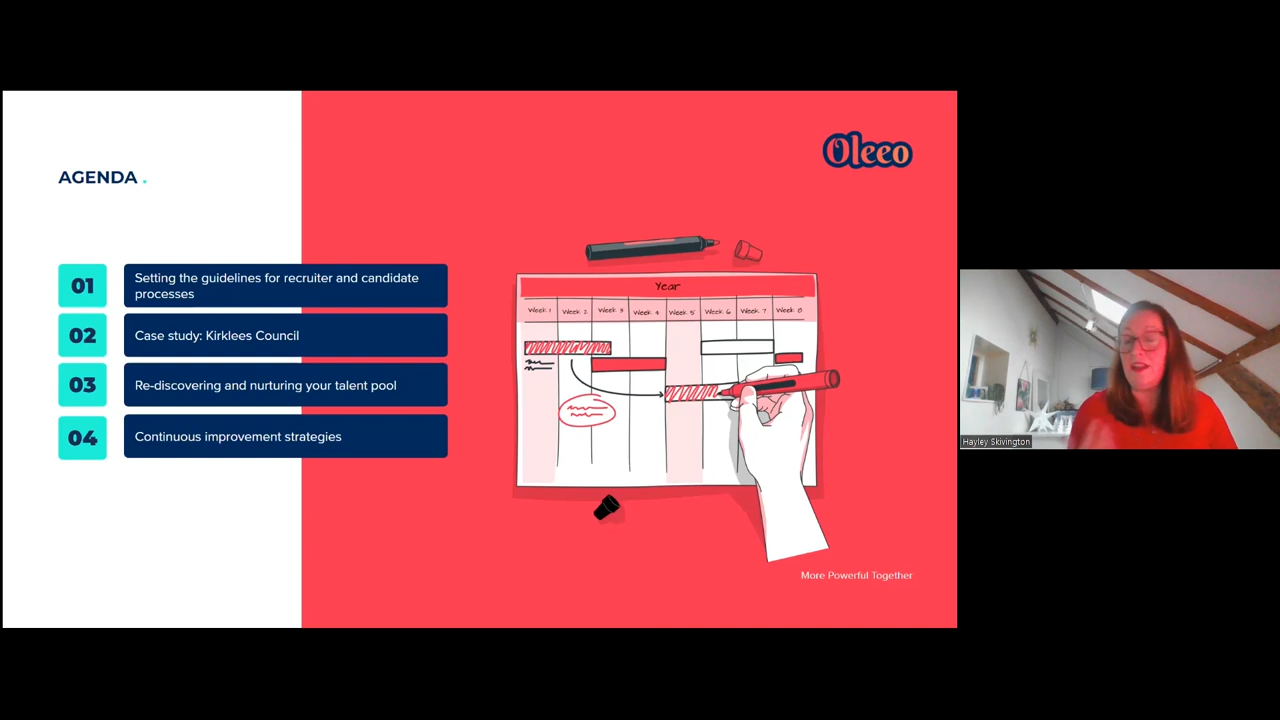 Oleeo
AGENDA .
01
Setting the guidelines for recruiter and candidate
processes
02
Case study: Kirklees Council
03
Re-discovering and nurturing your talent pool
04
Continuous improvement strategies
Year
Week 1 Week 2 Week 3 Week 4 Week 5 Week 6 Week 7 Week 8
More Powerful Together
Hayley Skivington